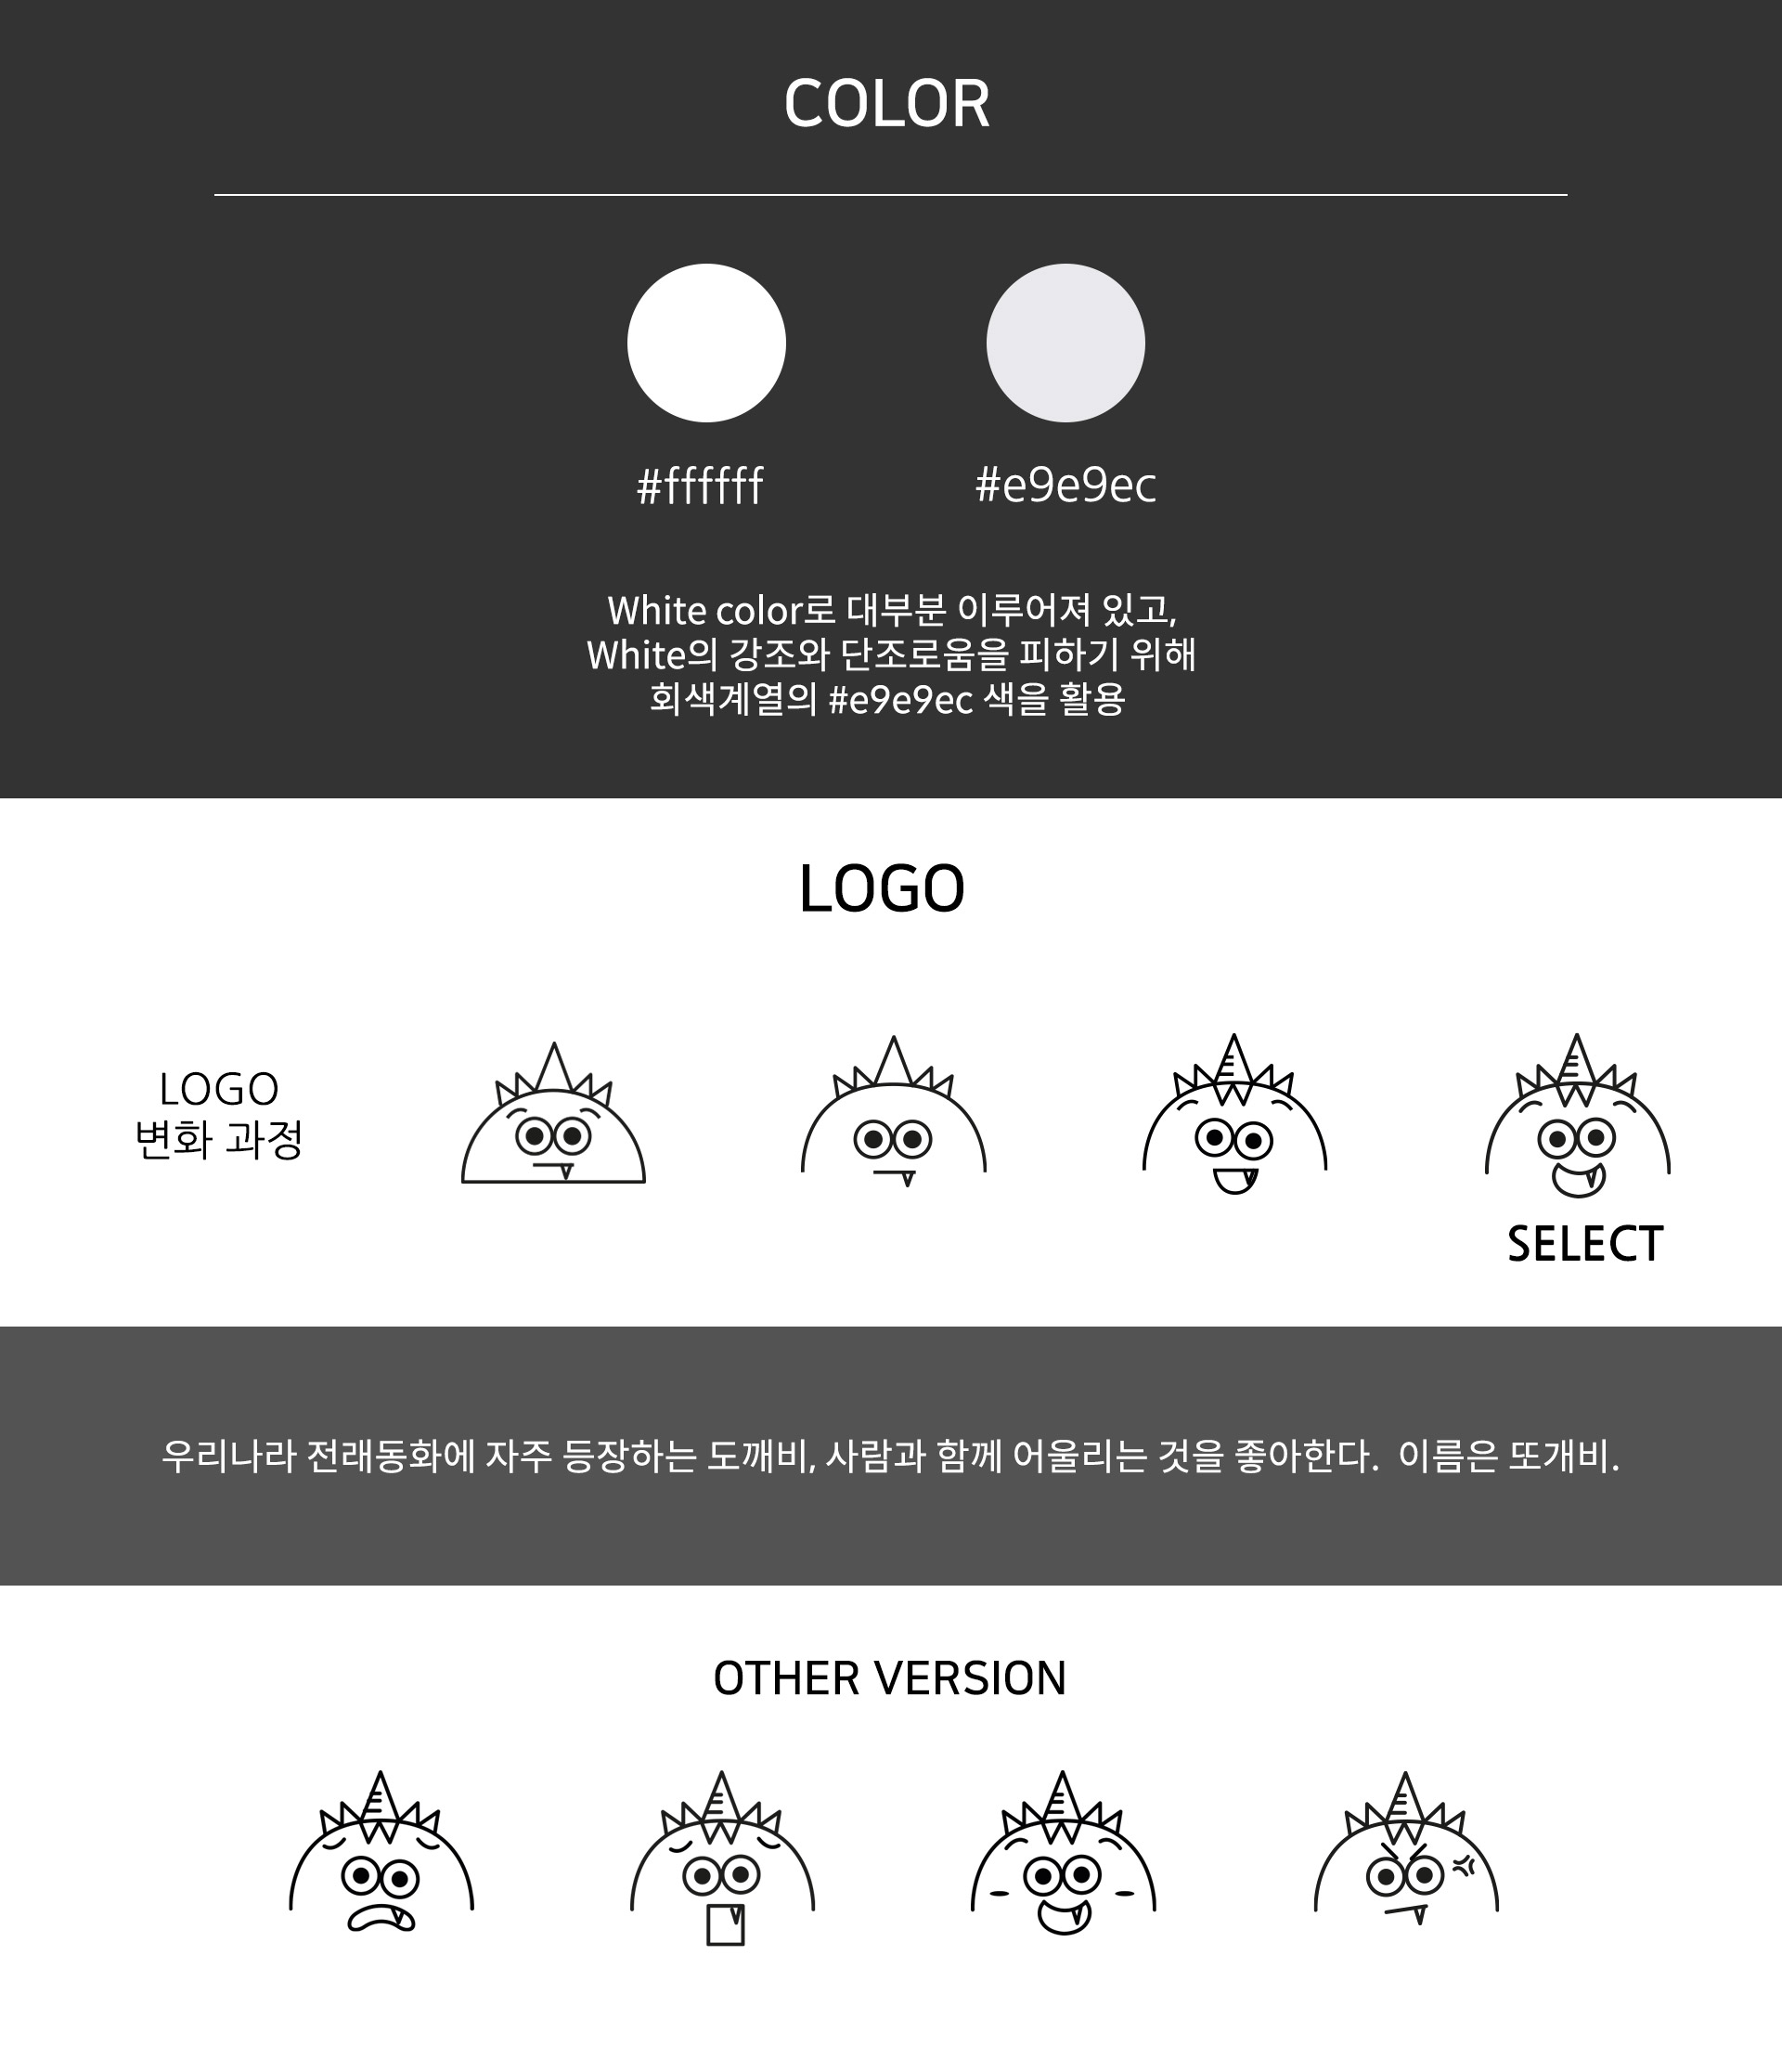 COLOR
#ffffff
#e9e9ec
White color로 대부분 이루어져 있고,
White의 강조와 단조로움을 피하기 위해
회색계열의 #e9e9ec 색을 활용
LOGO
LOGO
변화 과정
SELECT
우리나라 전래동화에 자주 등장하는 도깨비, 사람과 함께 어울리는 것을 좋아한다. 이름은 또개비.
OTHER VERSION